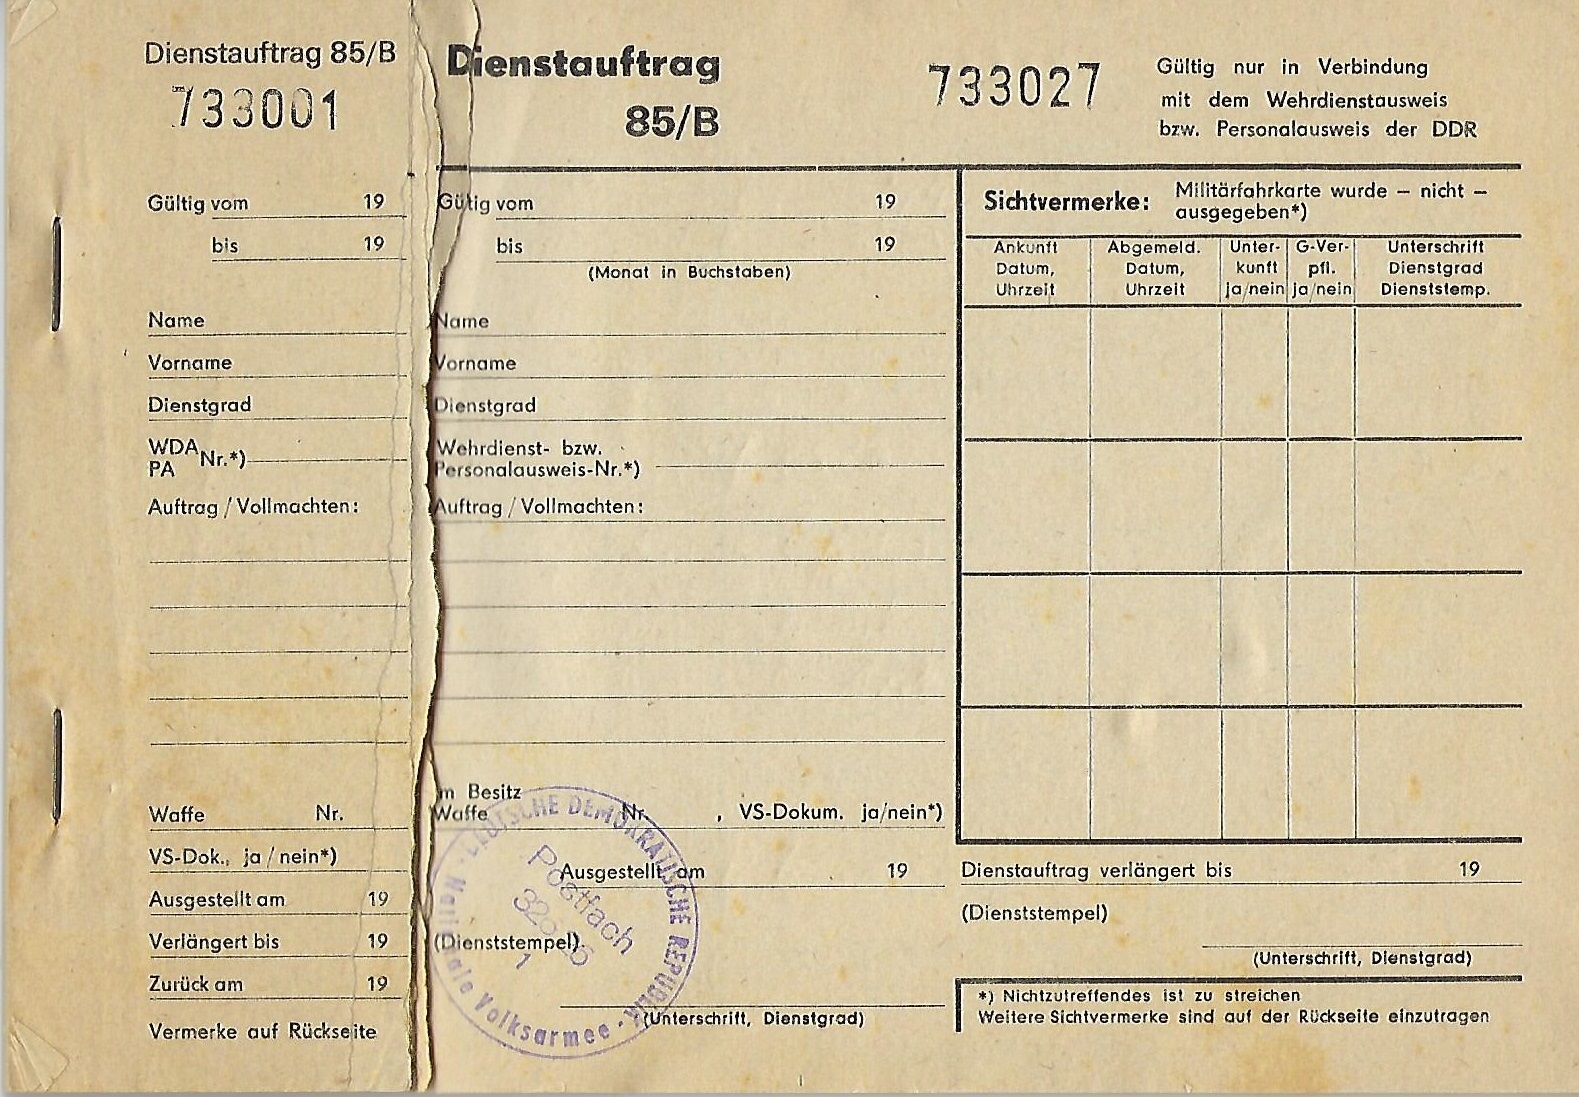 Dienstauftrag 85/B
733001
Gültig vom 19
bis 19
Name
Vorname
Dienstgrad
WDA
PA Nr.*)
Auftrag / Vollmachten:
Waffe Nr.
VS-Dok., ja / nein*)
Ausgestellt am 19
Verlängert bis 19
Zurück am 19
Vermerke auf Rückseite
Dienstauftrag
85/B
733027
Gültig nur in Verbindung
mit dem Wehrdienstausweis
bzw. Personalausweis der DDR
Gültig vom 19
bis 19
(Monat in Buchstaben)
Name
Vorname
Dienstgrad
Wehrdienst- bzw.
Personalausweis-Nr.*)
Auftrag / Vollmachten:
im Besitz
Waffe Nr. , VS-Dokum. ja/nein*)
Ausgestellt am 19
(Dienststempel)
(Unterschrift, Dienstgrad)
DEUTSCHE DEMOKRATISCHE REPUBLIK
Nationale Volksarmee
Postfach
1
Sichtvermerke:
Militärfahrkarte wurde – nicht –
ausgegeben*)
Ankunft Abgemeld. Unter- G-Ver- Unterschrift
Datum, Datum, kunft pfl. Dienstgrad
Uhrzeit Uhrzeit ja/nein ja/nein Dienststemp.
Dienstauftrag verlängert bis 19
(Dienststempel)
(Unterschrift, Dienstgrad)
*) Nichtzutreffendes ist zu streichen
Weitere Sichtvermerke sind auf der Rückseite einzutragen